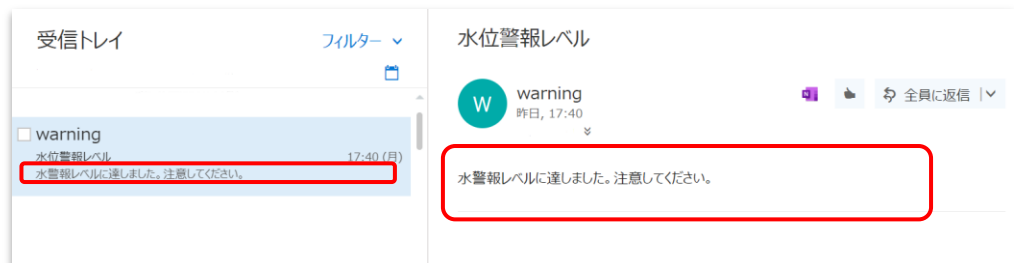 受信トレイ
フィルター
warning
水位警報レベル
17:40 (月)
水警報レベルに達しました。注意してください。
水位警報レベル
W
warning
昨日, 17:40
全員に返信
水警報レベルに達しました。注意してください。